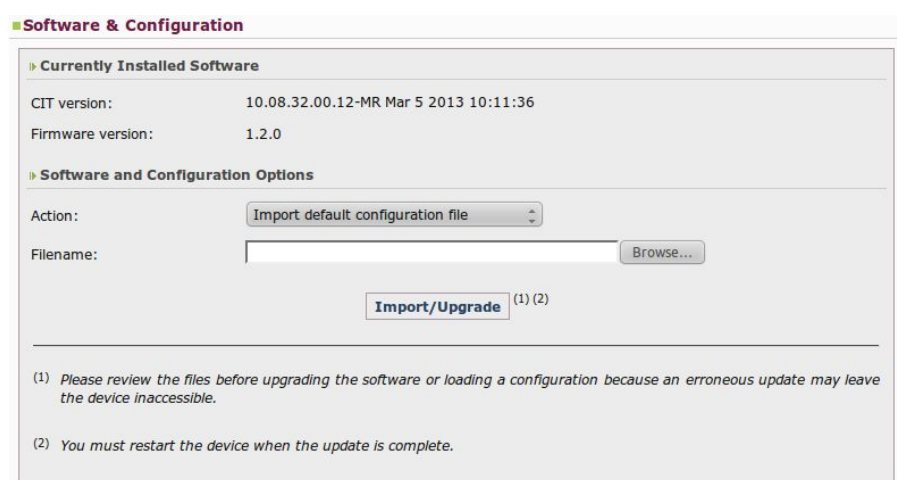 Software & Configuration
Currently Installed Software
CIT version: 10.08.32.00.12-MR Mar 5 2013 10:11:36
Firmware version: 1.2.0
Software and Configuration Options
Action: Import default configuration file
Filename: Browse...
Import/Upgrade (1) (2)
(1) Please review the files before upgrading the software or loading a configuration because an erroneous update may leave
the device inaccessible.
(2) You must restart the device when the update is complete.